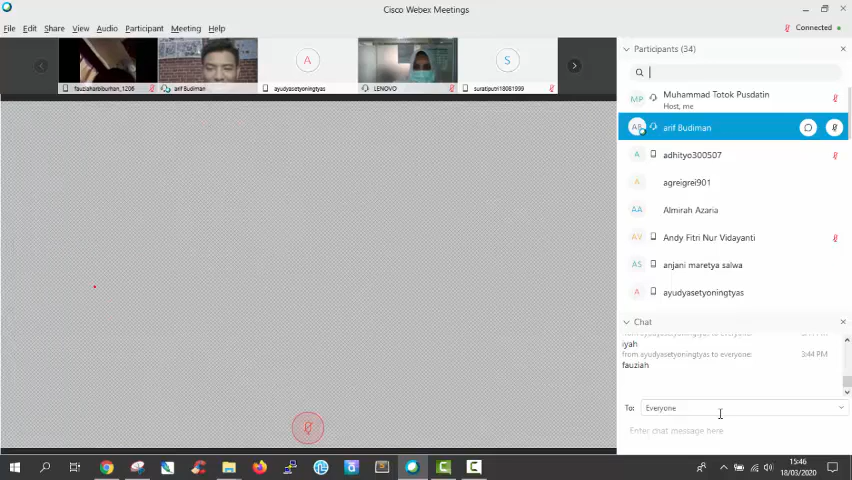 Cisco Webex Meetings
File Edit Share View Audio Participant Meeting Help
Connected
fauziaharbiburhan_1206
arif Budiman
A
ayudyasetyoningtyas
LENOVO
S
suratiputri18061999
Participants (34)
MP Muhammad Totok Pusdatin
Host, me
AB arif Budiman
A adhityo300507
A agreigrei901
AA Almirah Azaria
AV Andy Fitri Nur Vidayanti
AS anjani maretya salwa
A ayudyasetyoningtyas
Chat
iyah
from ayudyasetyoningtyas to everyone: 3:44 PM
fauziah
To: Everyone
Enter chat message here
15:46
18/03/2020